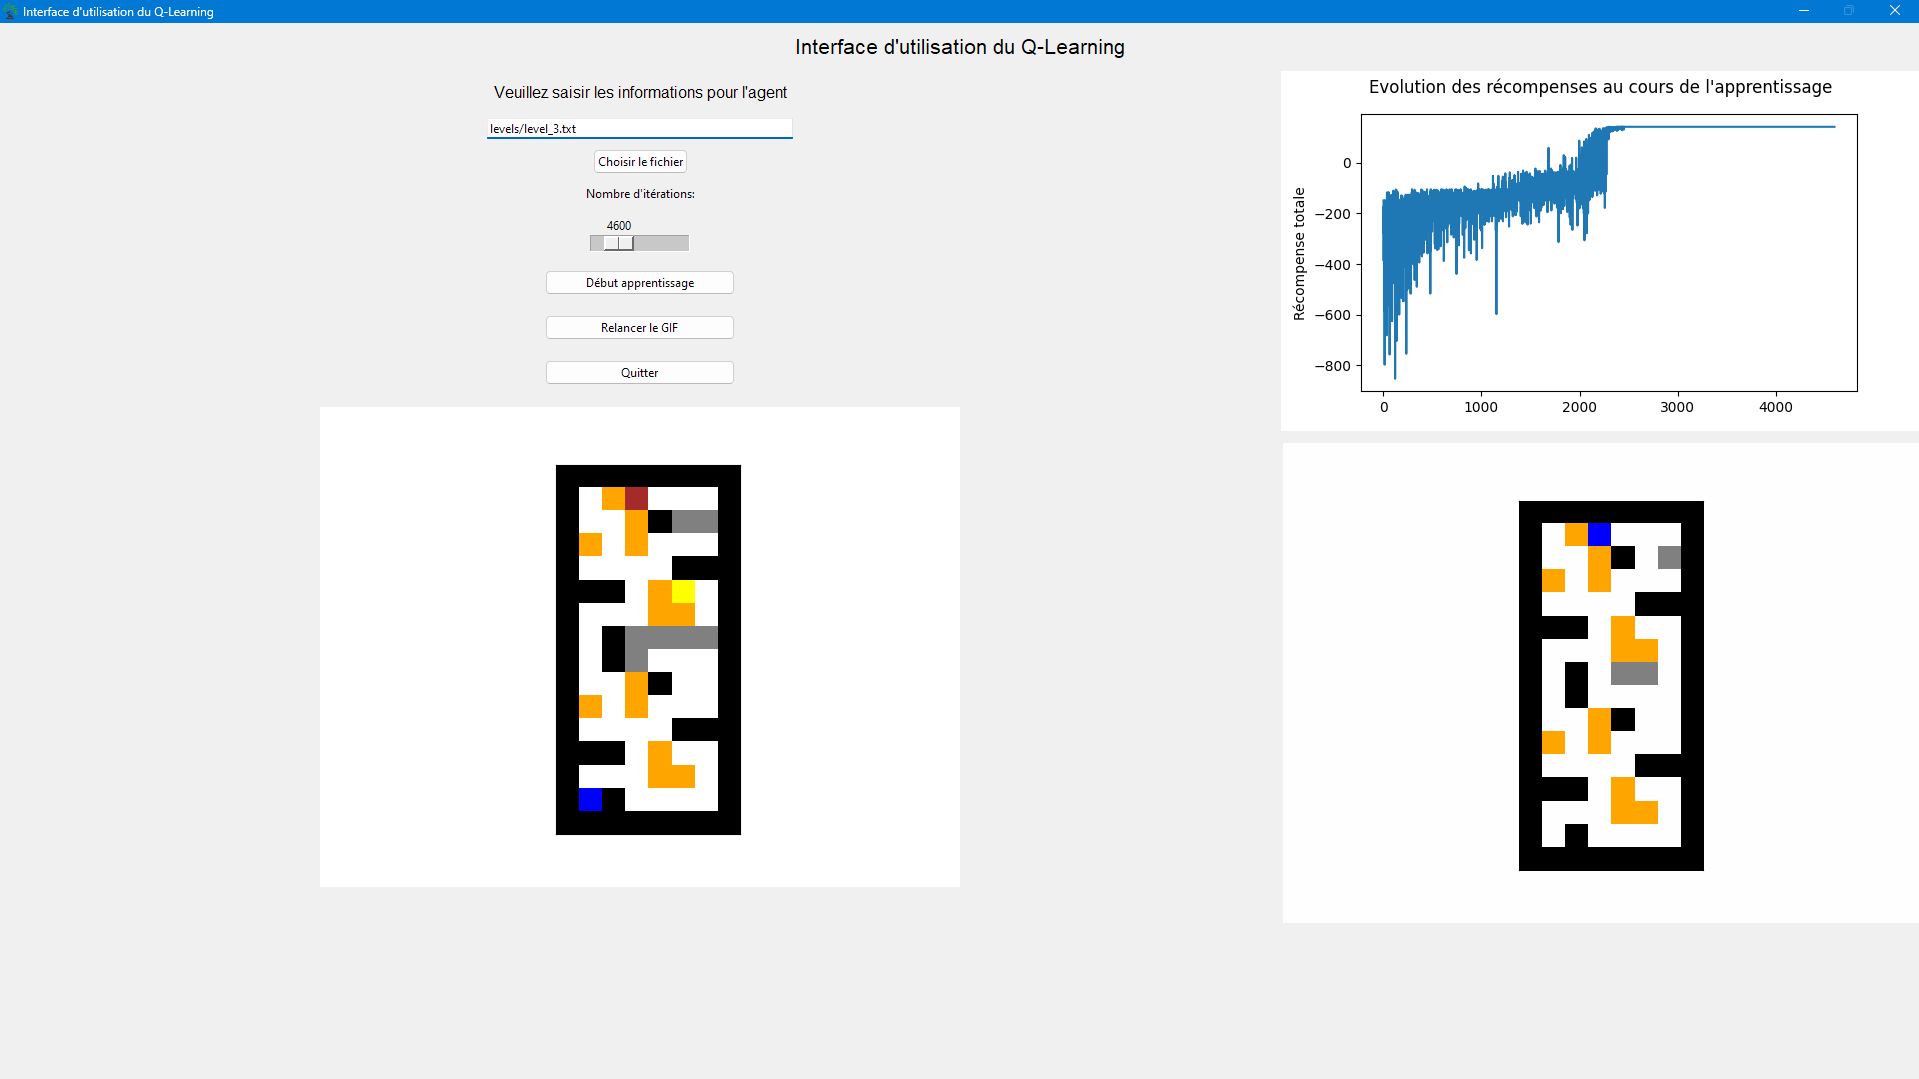 Interface d'utilisation du Q-Learning
Interface d'utilisation du Q-Learning
Veuillez saisir les informations pour l'agent
levels/level_3.txt
Choisir le fichier
Nombre d'itérations:
4600
Début apprentissage
Relancer le GIF
Quitter
Evolution des récompenses au cours de l'apprentissage
Récompense totale
0
−200
−400
−600
−800
0 1000 2000 3000 4000